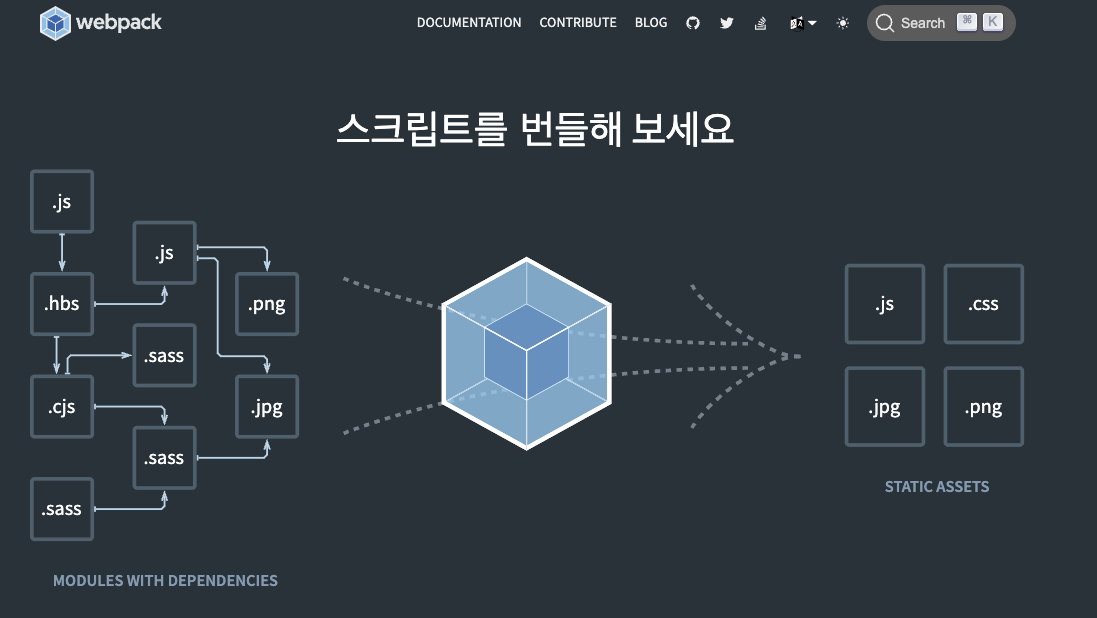 webpack
DOCUMENTATION CONTRIBUTE BLOG Search ⌘ K
스크립트를 번들해 보세요
.js
.js
.hbs
.png
.sass
.cjs
.jpg
.sass
.sass
MODULES WITH DEPENDENCIES
.js .css
.jpg .png
STATIC ASSETS